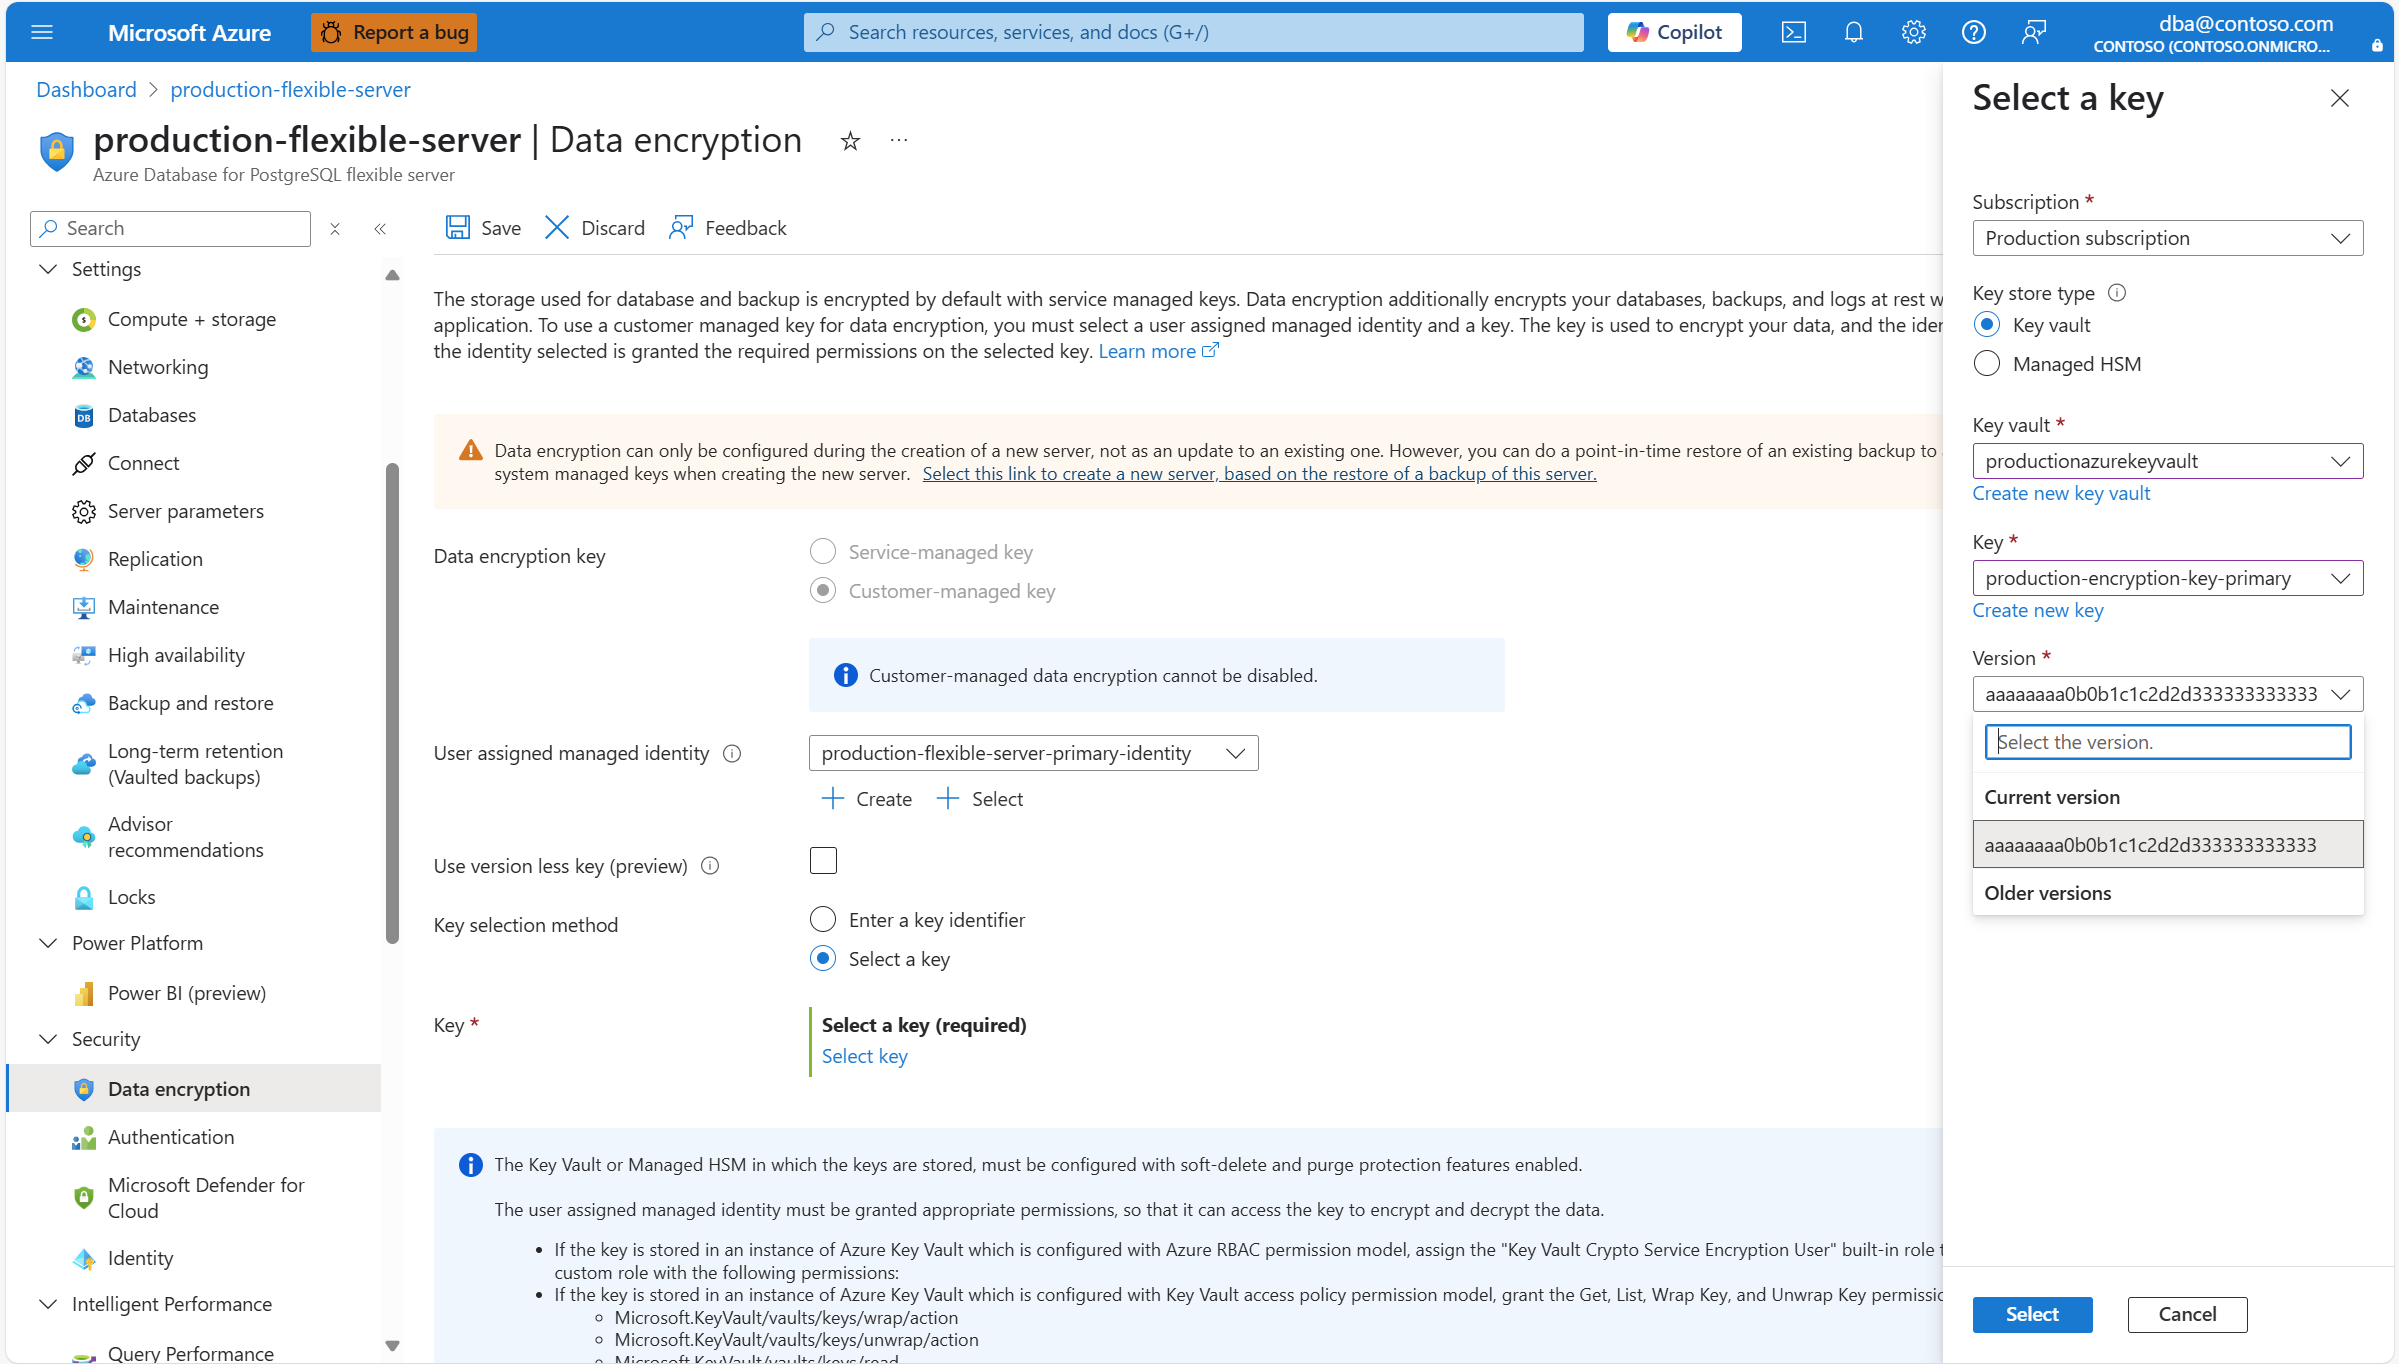 Microsoft Azure
Report a bug
Search resources, services, and docs (G+/)
Copilot
dba@contoso.com
CONTOSO (CONTOSO.ONMICRO...
Dashboard > production-flexible-server
production-flexible-server | Data encryption
Azure Database for PostgreSQL flexible server
Search
Settings
Compute + storage
Networking
Databases
Connect
Server parameters
Replication
Maintenance
High availability
Backup and restore
Long-term retention
(Vaulted backups)
Advisor
recommendations
Locks
Power Platform
Power BI (preview)
Security
Data encryption
Authentication
Microsoft Defender for
Cloud
Identity
Intelligent Performance
Query Performance
Save
Discard
Feedback
The storage used for database and backup is encrypted by default with service managed keys. Data encryption additionally encrypts your databases, backups, and logs at rest w
application. To use a customer managed key for data encryption, you must select a user assigned managed identity and a key. The key is used to encrypt your data, and the iden
the identity selected is granted the required permissions on the selected key. Learn more
Data encryption can only be configured during the creation of a new server, not as an update to an existing one. However, you can do a point-in-time restore of an existing backup to
system managed keys when creating the new server. Select this link to create a new server, based on the restore of a backup of this server.
Data encryption key
Service-managed key
Customer-managed key
Customer-managed data encryption cannot be disabled.
User assigned managed identity
production-flexible-server-primary-identity
Create
Select
Use version less key (preview)
Key selection method
Enter a key identifier
Select a key
Key *
Select a key (required)
Select key
The Key Vault or Managed HSM in which the keys are stored, must be configured with soft-delete and purge protection features enabled.
The user assigned managed identity must be granted appropriate permissions, so that it can access the key to encrypt and decrypt the data.
• If the key is stored in an instance of Azure Key Vault which is configured with Azure RBAC permission model, assign the "Key Vault Crypto Service Encryption User" built-in role
custom role with the following permissions:
• If the key is stored in an instance of Azure Key Vault which is configured with Key Vault access policy permission model, grant the Get, List, Wrap Key, and Unwrap Key permissic
Microsoft.KeyVault/vaults/keys/wrap/action
Microsoft.KeyVault/vaults/keys/unwrap/action
Microsoft.KeyVault/vaults/keys/read
Select a key
Subscription *
Production subscription
Key store type
Key vault
Managed HSM
Key vault *
productionazurekeyvault
Create new key vault
Key *
production-encryption-key-primary
Create new key
Version *
aaaaaaaa0b0b1c1c2d2d333333333333
Select the version.
Current version
aaaaaaaa0b0b1c1c2d2d333333333333
Older versions
Select
Cancel